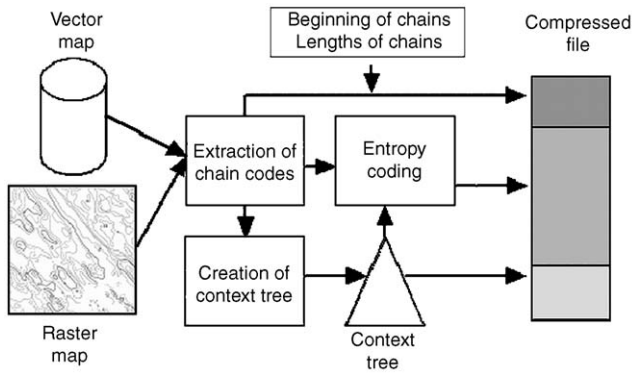 Vector
map
Beginning of chains
Lengths of chains
Compressed
file
Extraction of
chain codes
Entropy
coding
Creation of
context tree
Raster
map
Context
tree